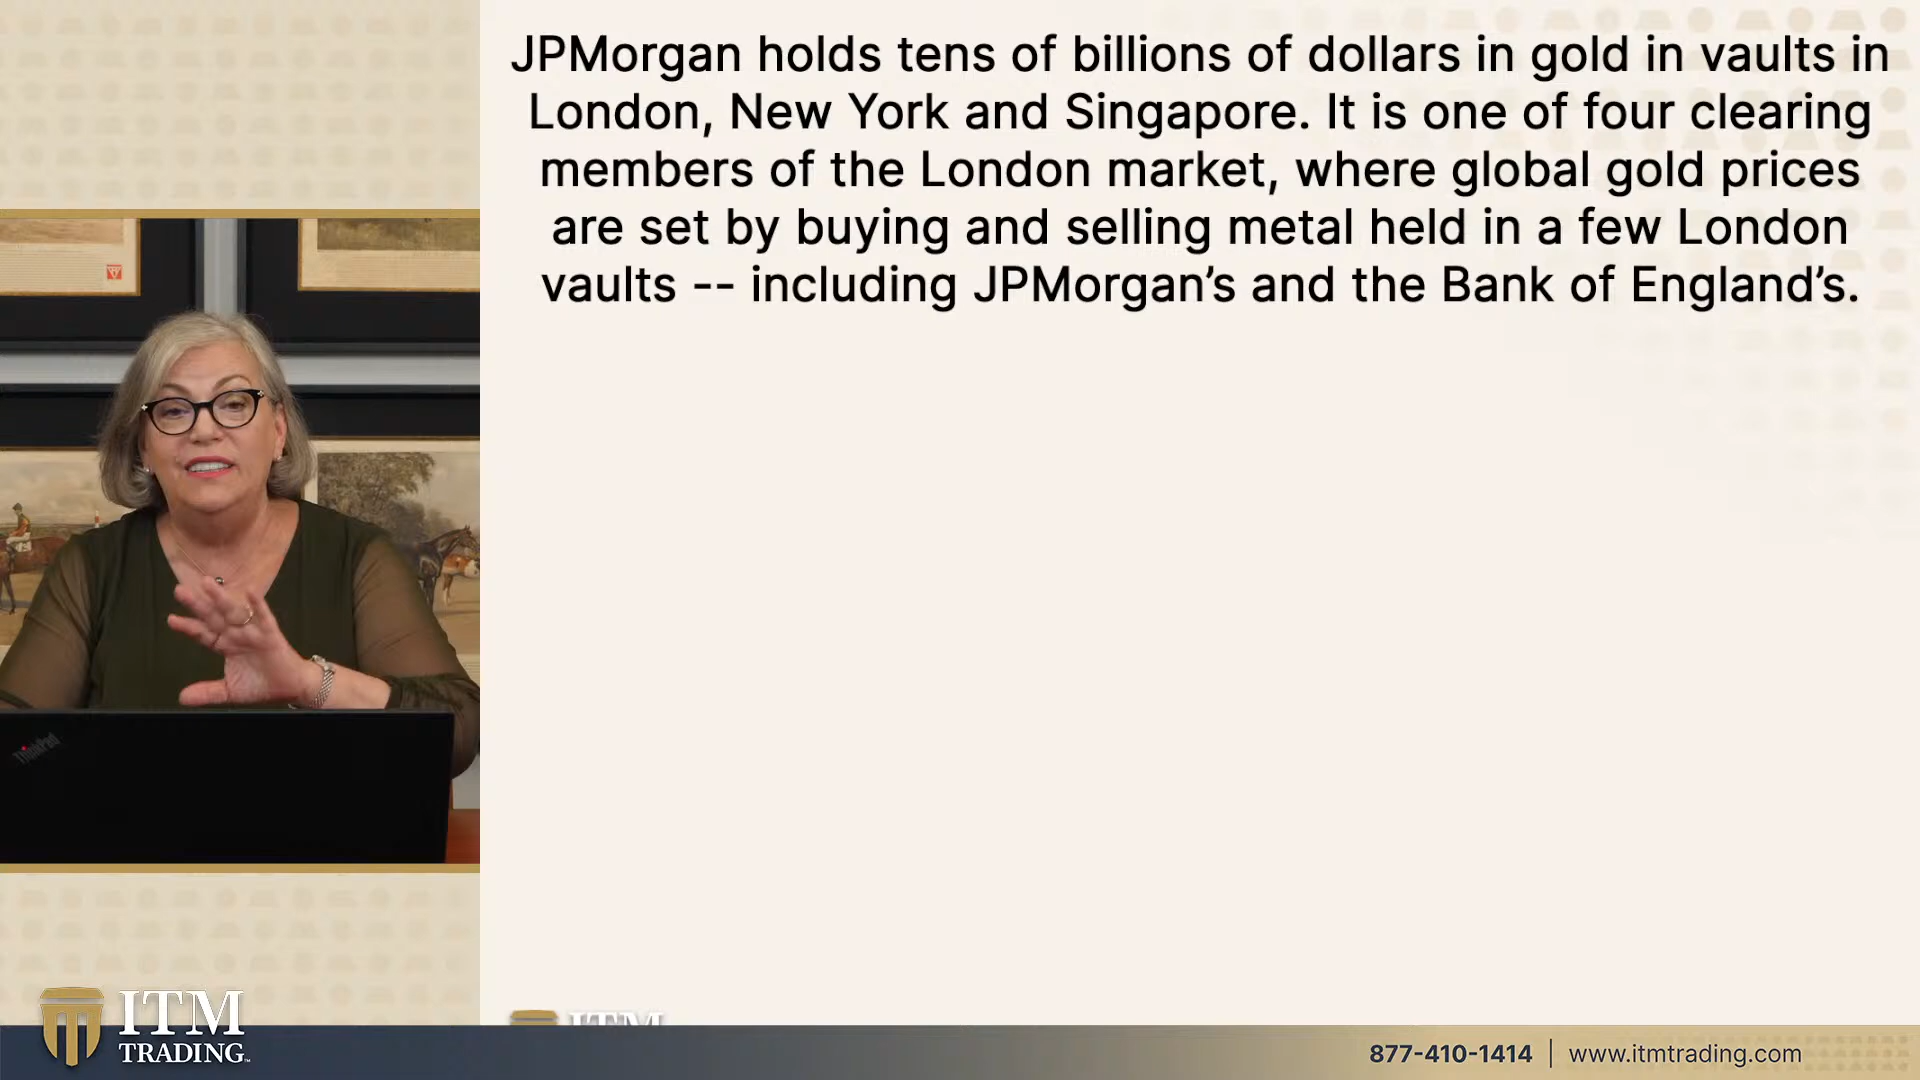 JPMorgan holds tens of billions of dollars in gold in vaults in
London, New York and Singapore. It is one of four clearing
members of the London market, where global gold prices
are set by buying and selling metal held in a few London
vaults -- including JPMorgan’s and the Bank of England’s.
ThinkPad
ITM
TRADING™
ITM
877-410-1414 | www.itmtrading.com